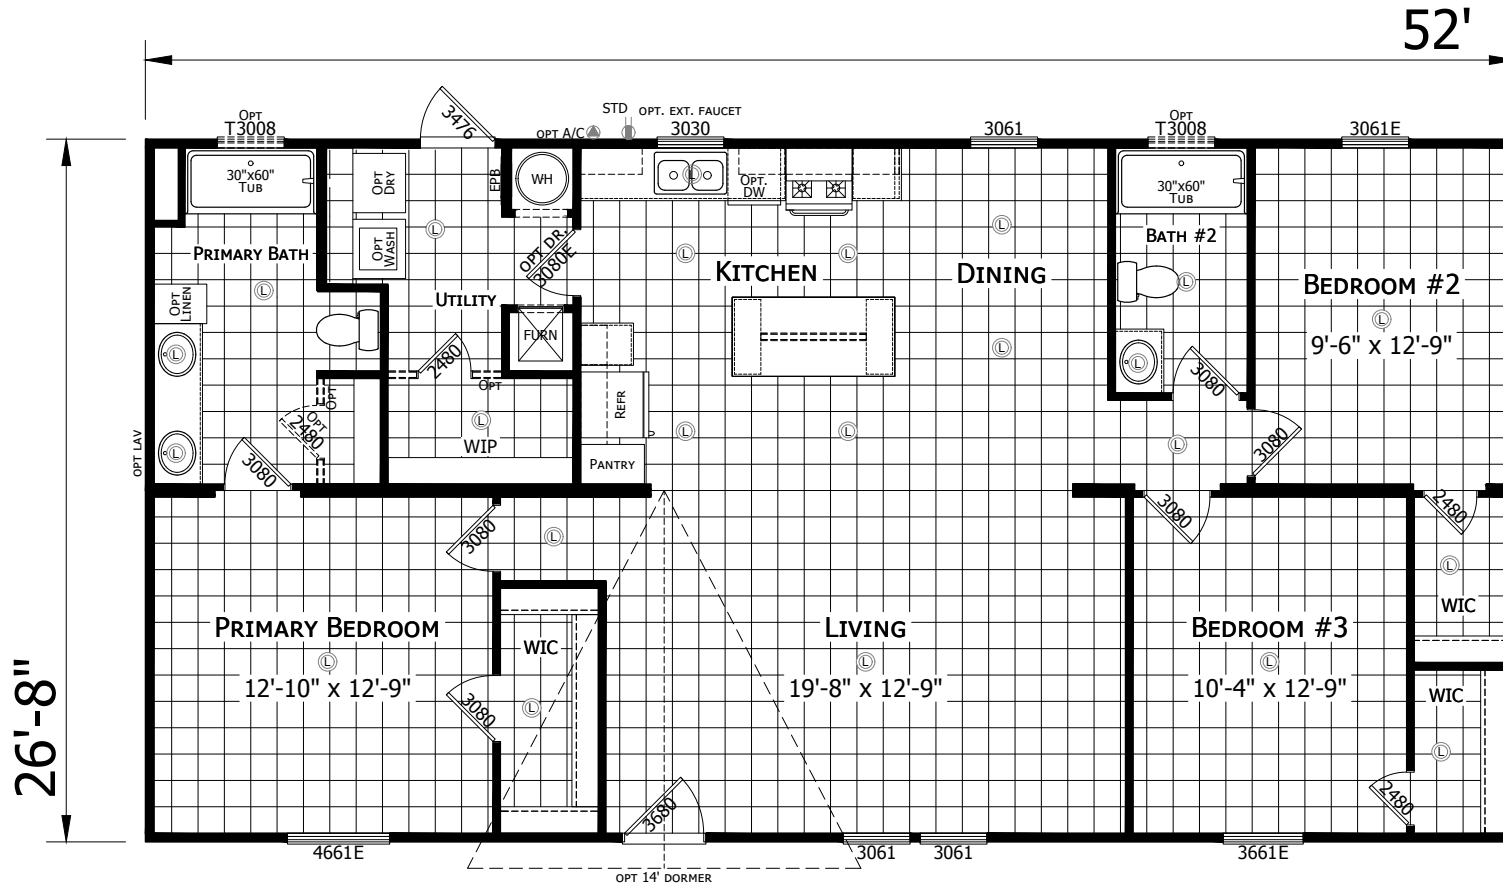 52'
STD
OPT. EXT. FAUCET
OPT
T3008
3476
OPT A/C
3030
3061
OPT
T3008
3061E
30"x60"
TUB
OPT
DRY
EPB
WH
L
OPT.
DW
30"x60"
TUB
PRIMARY BATH
L
OPT
WASH
OPT DR.
3080E
L
L
L
KITCHEN
DINING
BATH #2
L
BEDROOM #2
L
9'-6" x 12'-9"
L
OPT
LINEN
UTILITY
FURN
L
L
2480
OPT
L
3080
L
WIP
REFR
PANTRY
L
L
L
3080
OPT
OPT
2480
L
OPT LAV
3080
3080
L
3080
2480
L
WIC
PRIMARY BEDROOM
L
12'-10" x 12'-9"
WIC
L
3080
LIVING
L
19'-8" x 12'-9"
BEDROOM #3
L
10'-4" x 12'-9"
WIC
L
2480
26'-8"
3680
4661E
3061
3061
3661E
OPT 14' DORMER